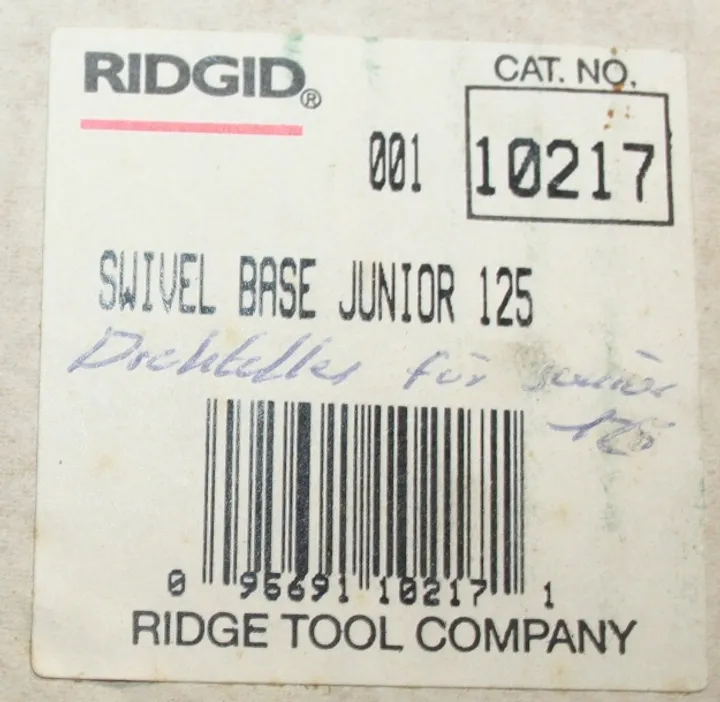 RIDGID®
CAT. NO.
001 10217
SWIVEL BASE JUNIOR 125
Drehteller für Junior
125
0 96691 10217 1
RIDGE TOOL COMPANY